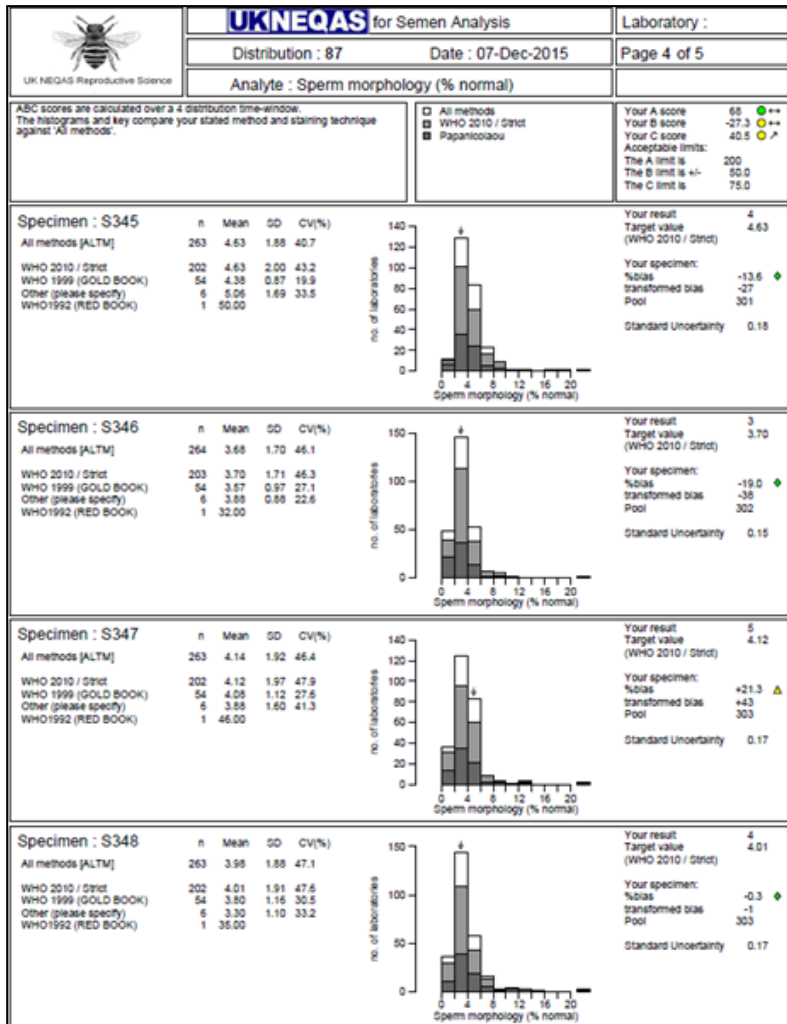 UKNEQAS for Semen Analysis
Laboratory :
Distribution : 87 Date : 07-Dec-2015
Page 4 of 5
UK NEQAS Reproductive Science
Analyte : Sperm morphology (% normal)
ABC scores are calculated over a 4 distribution time-window.
The histograms and key compare your stated method and staining technique
against 'All methods'.
All methods
WHO 2010 / Strict
Papanicolaou
Your A score 68
Your B score -27.3
Your C score 40.5
Acceptable limits:
The A limit is 200
The B limit is +/- 50.0
The C limit is 75.0
Specimen : S345 n Mean SD CV(%)
All methods [ALTM] 263 4.63 1.88 40.7
WHO 2010 / Strict 202 4.63 2.00 43.2
WHO 1999 (GOLD BOOK) 54 4.38 0.87 19.9
Other (please specify) 6 5.06 1.69 33.5
WHO1992 (RED BOOK) 1 50.00
no. of laboratories
140
120
100
80
60
40
20
0
0 4 8 12 16 20
Sperm morphology (% normal)
Your result 4
Target value 4.63
(WHO 2010 / Strict)
Your specimen:
%bias -13.6
transformed bias -27
Pool 301
Standard Uncertainty 0.18
Specimen : S346 n Mean SD CV(%)
All methods [ALTM] 264 3.68 1.70 46.1
WHO 2010 / Strict 203 3.70 1.71 46.3
WHO 1999 (GOLD BOOK) 54 3.57 0.97 27.1
Other (please specify) 6 3.88 0.88 22.6
WHO1992 (RED BOOK) 1 32.00
no. of laboratories
150
100
50
0
0 4 8 12 16 20
Sperm morphology (% normal)
Your result 3
Target value 3.70
(WHO 2010 / Strict)
Your specimen:
%bias -19.0
transformed bias -38
Pool 302
Standard Uncertainty 0.15
Specimen : S347 n Mean SD CV(%)
All methods [ALTM] 263 4.14 1.92 46.4
WHO 2010 / Strict 202 4.12 1.97 47.9
WHO 1999 (GOLD BOOK) 54 4.08 1.12 27.6
Other (please specify) 6 3.88 1.60 41.3
WHO1992 (RED BOOK) 1 46.00
no. of laboratories
140
120
100
80
60
40
20
0
0 4 8 12 16 20
Sperm morphology (% normal)
Your result 5
Target value 4.12
(WHO 2010 / Strict)
Your specimen:
%bias +21.3
transformed bias +43
Pool 303
Standard Uncertainty 0.17
Specimen : S348 n Mean SD CV(%)
All methods [ALTM] 263 3.98 1.88 47.1
WHO 2010 / Strict 202 4.01 1.91 47.6
WHO 1999 (GOLD BOOK) 54 3.80 1.16 30.5
Other (please specify) 6 3.30 1.10 33.2
WHO1992 (RED BOOK) 1 35.00
no. of laboratories
150
100
50
0
0 4 8 12 16 20
Sperm morphology (% normal)
Your result 4
Target value 4.01
(WHO 2010 / Strict)
Your specimen:
%bias -0.3
transformed bias -1
Pool 303
Standard Uncertainty 0.17